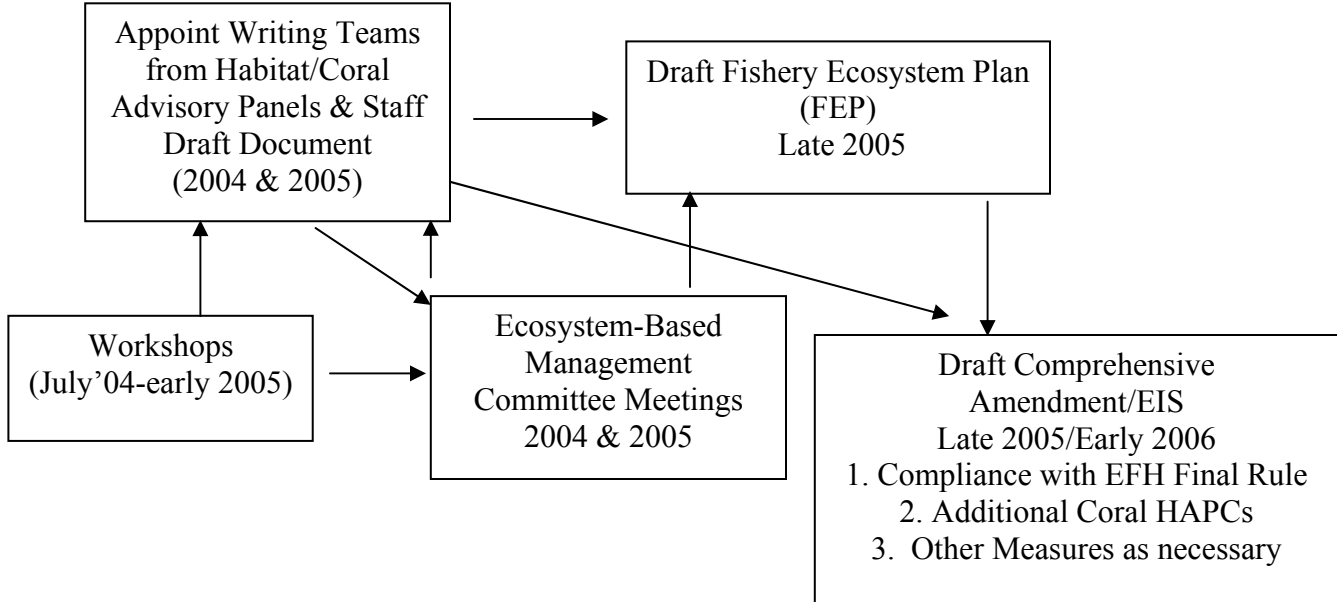 Appoint Writing Teams
from Habitat/Coral
Advisory Panels & Staff
Draft Document
(2004 & 2005)
Draft Fishery Ecosystem Plan
(FEP)
Late 2005
Workshops
(July'04-early 2005)
Ecosystem-Based
Management
Committee Meetings
2004 & 2005
Draft Comprehensive
Amendment/EIS
Late 2005/Early 2006
1. Compliance with EFH Final Rule
2. Additional Coral HAPCs
3. Other Measures as necessary